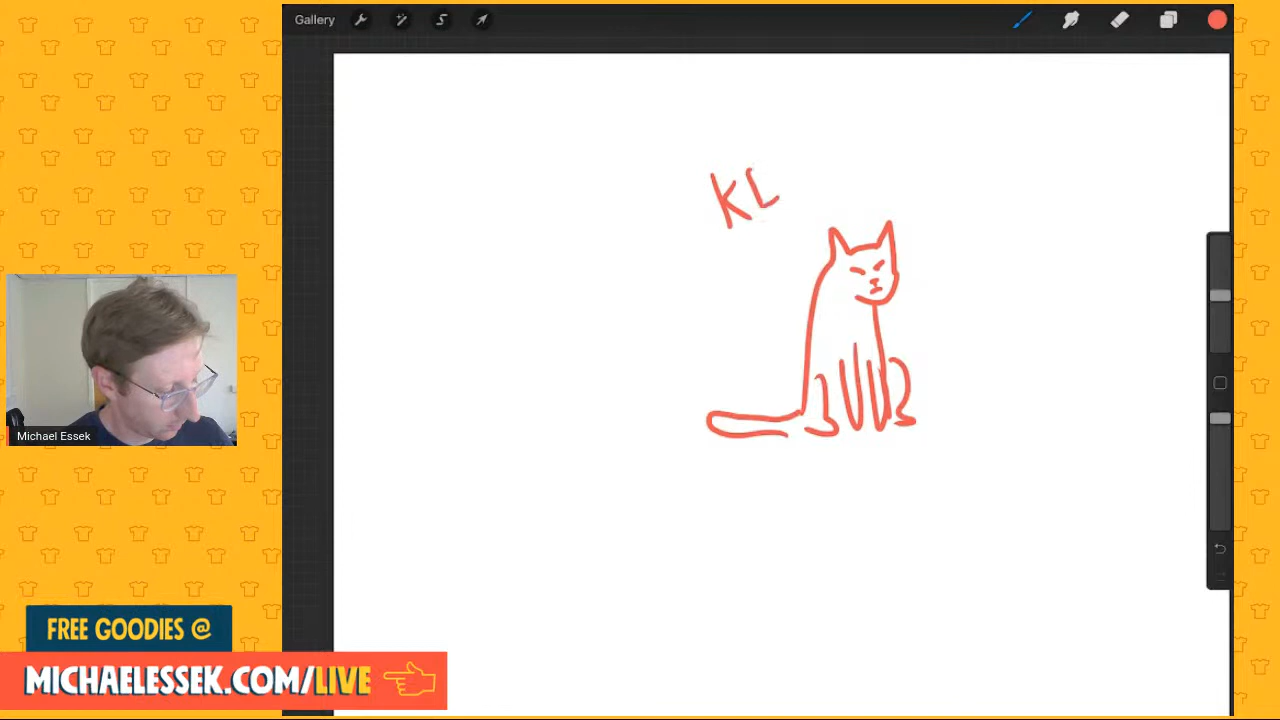 Gallery
KL
Michael Essek
FREE GOODIES @
MICHAELESSEK.COM/LIVE